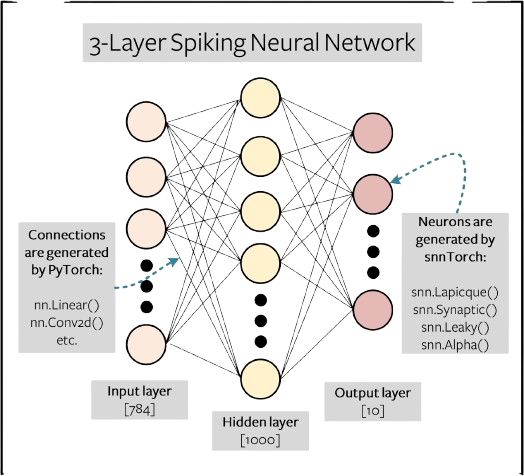 3-Layer Spiking Neural Network
Connections
are generated
by PyTorch:
nn.Linear()
nn.Conv2d()
etc.
Neurons are
generated by
snnTorch:
snn.Lapicque()
snn.Synaptic()
snn.Leaky()
snn.Alpha()
Input layer
[784]
Hidden layer
[1000]
Output layer
[10]